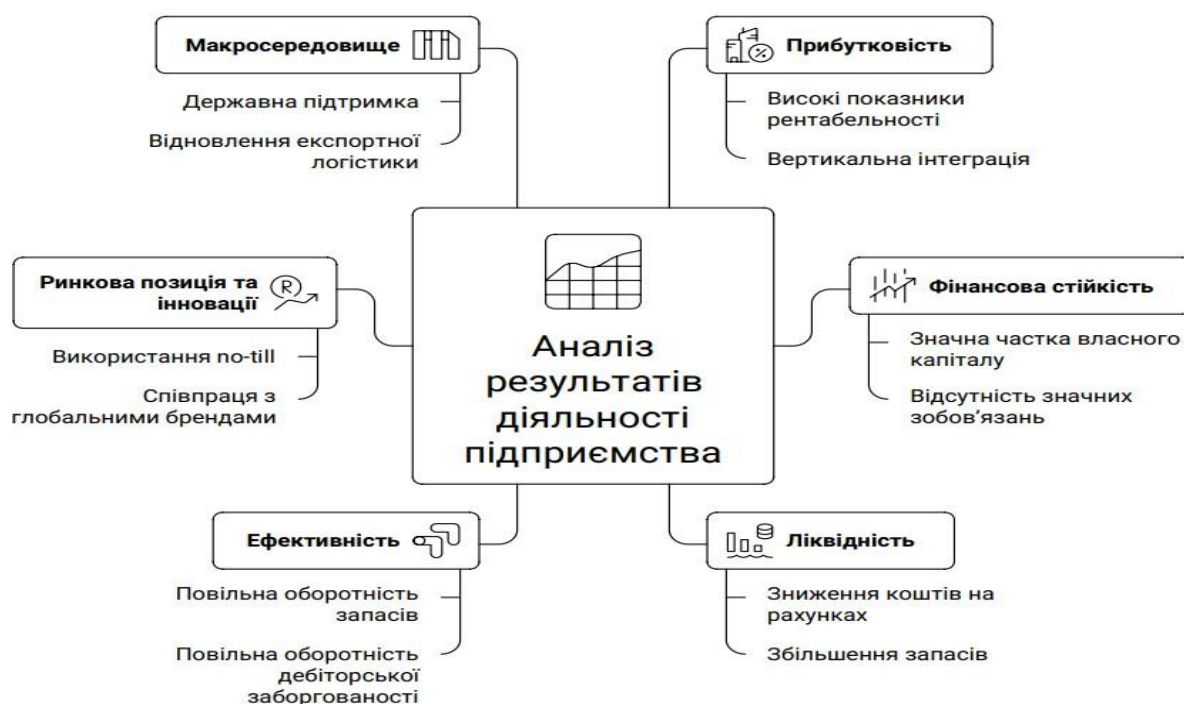 Макросередовище
Державна підтримка
Відновлення експортної
логістики
Прибутковість
Високі показники
рентабельності
Вертикальна інтеграція
Ринкова позиція та
інновації
R
Використання no-till
Співпраця з
глобальними брендами
Аналіз
результатів
діяльності
підприємства
Фінансова стійкість
Значна частка власного
капіталу
Відсутність значних
зобов’язань
Ефективність
Повільна оборотність
запасів
Повільна оборотність
дебіторської
заборгованості
Ліквідність
Зниження коштів на
рахунках
Збільшення запасів